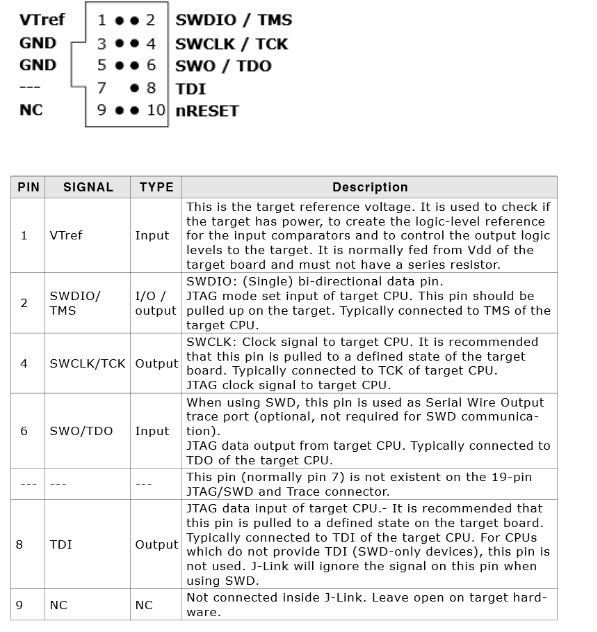 VTref 1 2 SWDIO / TMS
GND 3 4 SWCLK / TCK
GND 5 6 SWO / TDO
--- 7 8 TDI
NC 9 10 nRESET
PIN SIGNAL TYPE Description
1 VTref Input
This is the target reference voltage. It is used to check if
the target has power, to create the logic-level reference
for the input comparators and to control the output logic
levels to the target. It is normally fed from Vdd of the
target board and must not have a series resistor.
2 SWDIO/ I/O /
TMS output
SWDIO: (Single) bi-directional data pin.
JTAG mode set input of target CPU. This pin should be
pulled up on the target. Typically connected to TMS of the
target CPU.
4 SWCLK/TCK Output
SWCLK: Clock signal to target CPU. It is recommended
that this pin is pulled to a defined state of the target
board. Typically connected to TCK of target CPU.
JTAG clock signal to target CPU.
6 SWO/TDO Input
When using SWD, this pin is used as Serial Wire Output
trace port (optional, not required for SWD communica-
tion).
JTAG data output from target CPU. Typically connected to
TDO of the target CPU.
--- --- ---
This pin (normally pin 7) is not existent on the 19-pin
JTAG/SWD and Trace connector.
8 TDI Output
JTAG data input of target CPU.- It is recommended that
this pin is pulled to a defined state on the target board.
Typically connected to TDI of the target CPU. For CPUs
which do not provide TDI (SWD-only devices), this pin is
not used. J-Link will ignore the signal on this pin when
using SWD.
9 NC NC
Not connected inside J-Link. Leave open on target hard-
ware.